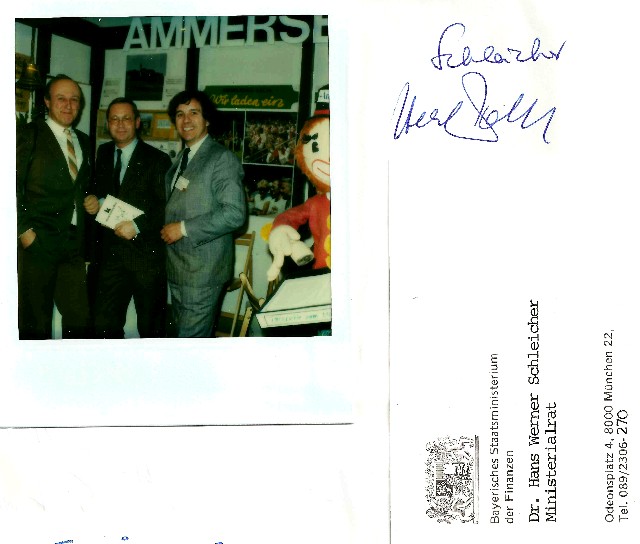 AMMERSE
Wir laden ein
Schleicher
Bayerisches Staatsministerium
der Finanzen
Dr. Hans Werner Schleicher
Ministerialrat
Odeonsplatz 4, 8000 München 22,
Tel. 089/2306-270